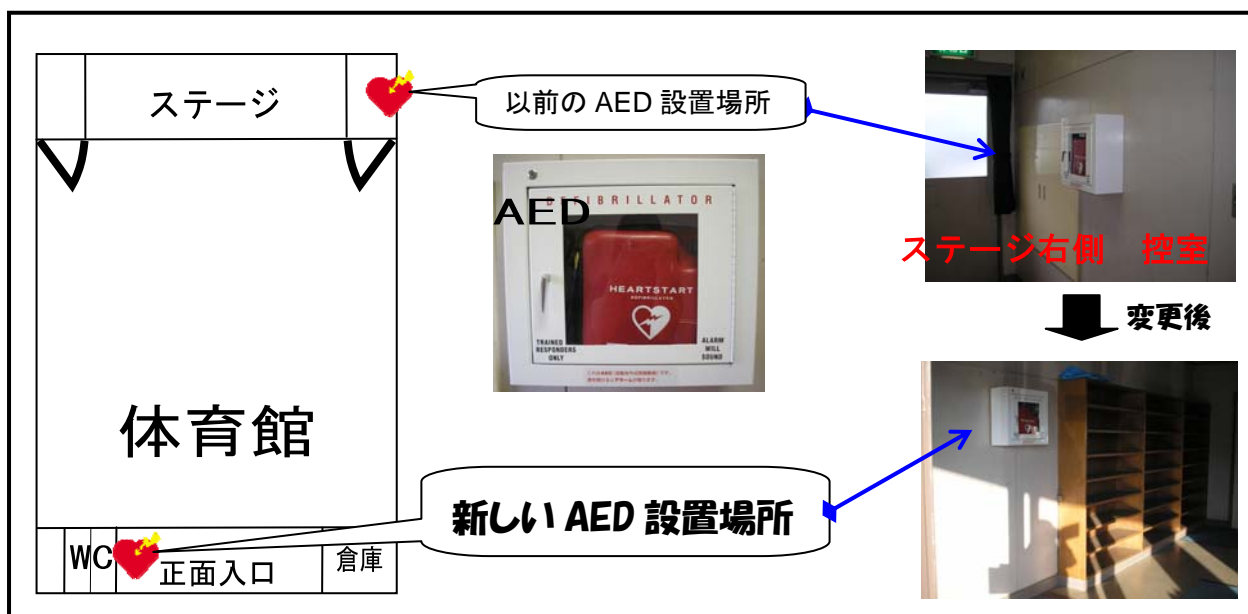 ステージ
以前の AED 設置場所
DEFIBRILLATOR
AED
HEARTSTART
DEFIBRILLATOR
TRAINED
RESPONDERS
ONLY
ALARM
WILL
SOUND
ステージ右側 控室
変更後
体育館
新しい AED 設置場所
WC
正面入口
倉庫